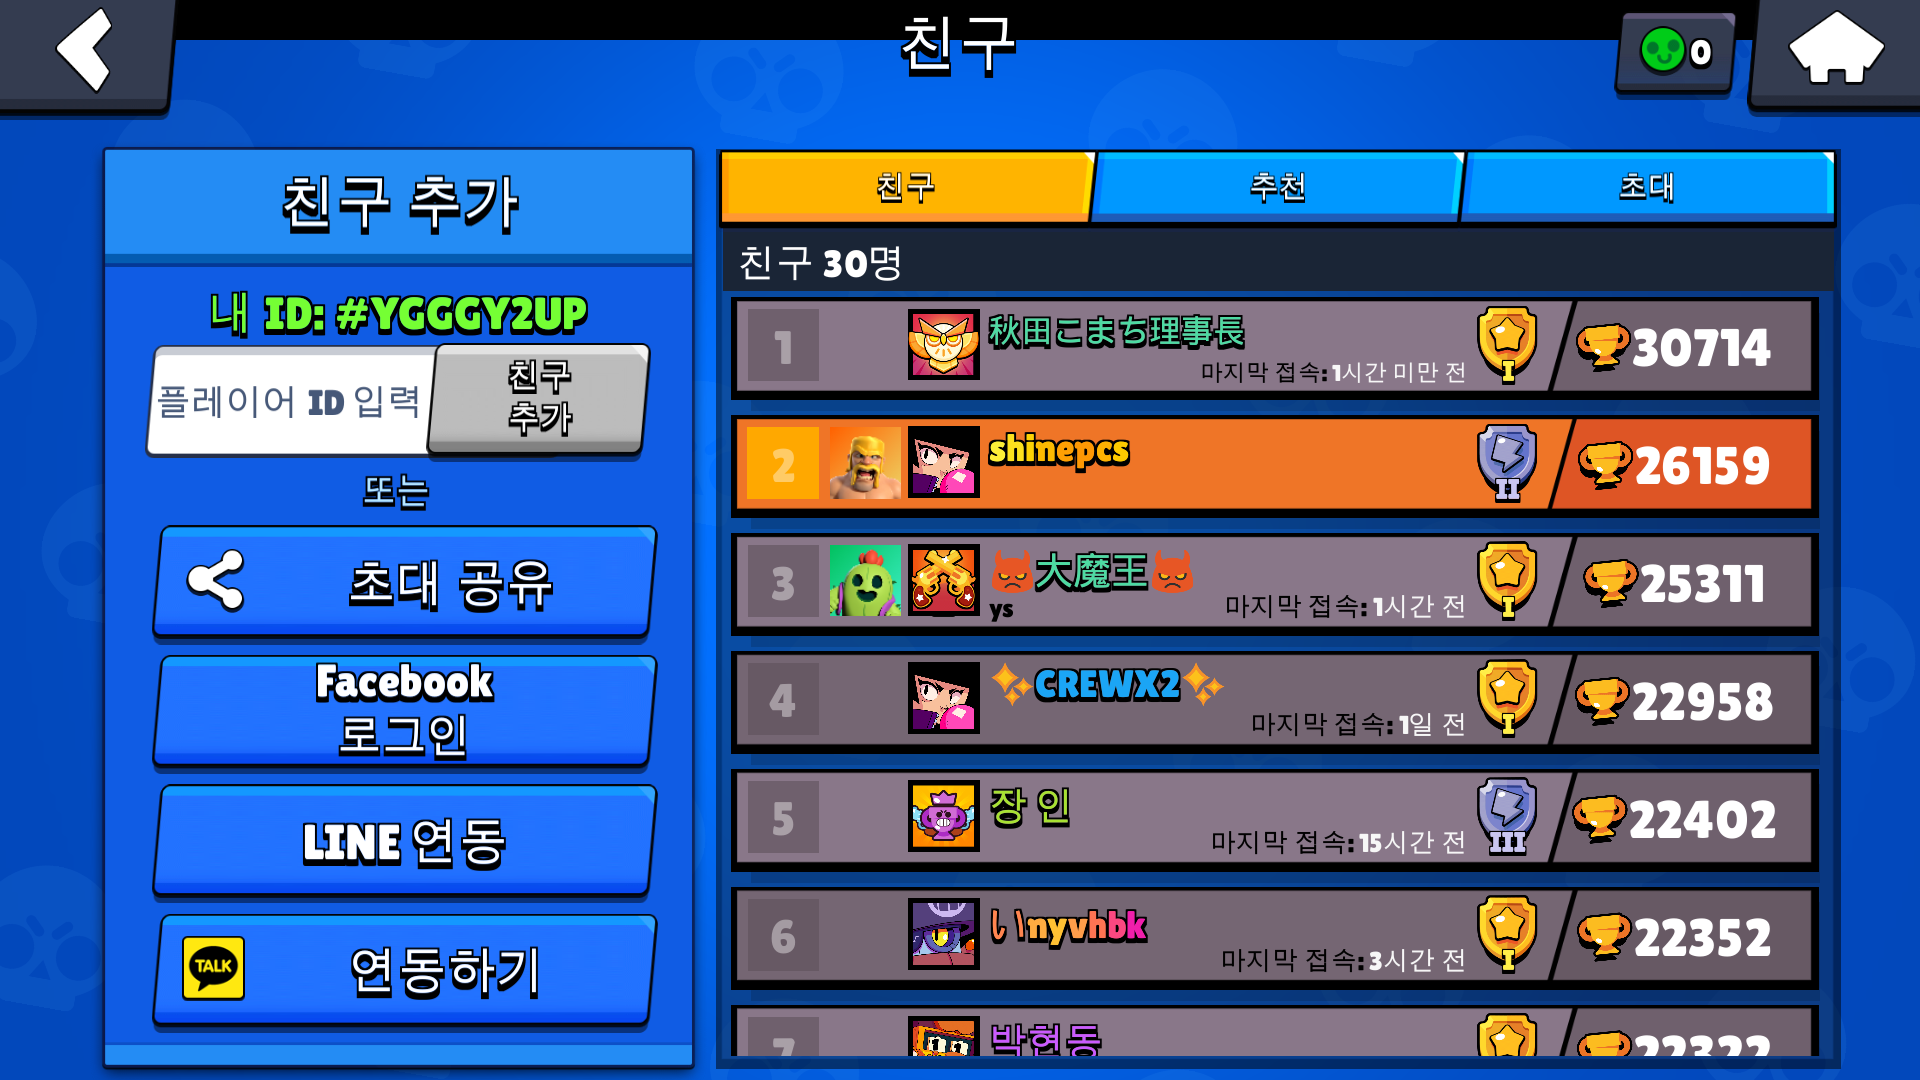 친구
0
친구 추가
내 ID: #YGGGY2UP
플레이어 ID 입력
친구
추가
또는
초대 공유
Facebook
로그인
LINE 연동
TALK
연동하기
친구
추천
초대
친구 30명
1
秋田こまち理事長
마지막 접속: 1시간 미만 전
I
30714
2
shinepcs
II
26159
3
大魔王
ys
마지막 접속: 1시간 전
I
25311
4
CREWX2
마지막 접속: 1일 전
I
22958
5
장 인
마지막 접속: 15시간 전
III
22402
6
い\nyvhbk
마지막 접속: 3시간 전
I
22352
7
박현동
22322